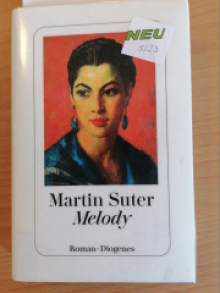 NEU
5/23
Martin Suter
Melody
Roman · Diogenes